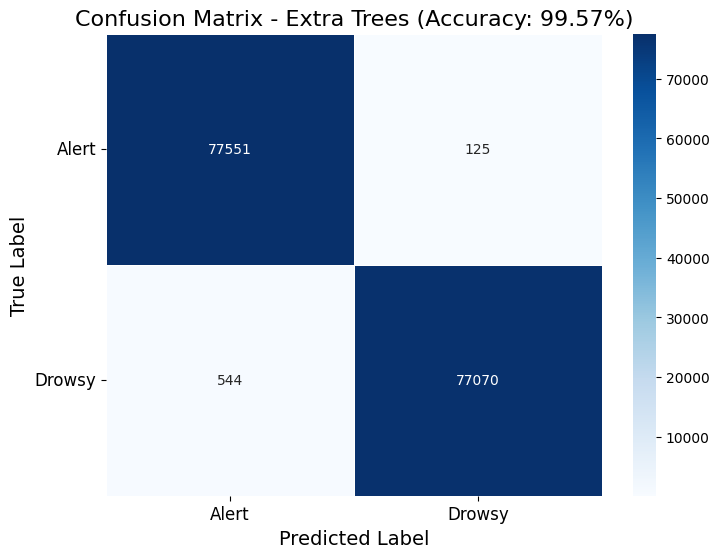 Confusion Matrix - Extra Trees (Accuracy: 99.57%)
True Label
Alert
77551
125
Drowsy
544
77070
Alert
Drowsy
Predicted Label
70000
60000
50000
40000
30000
20000
10000